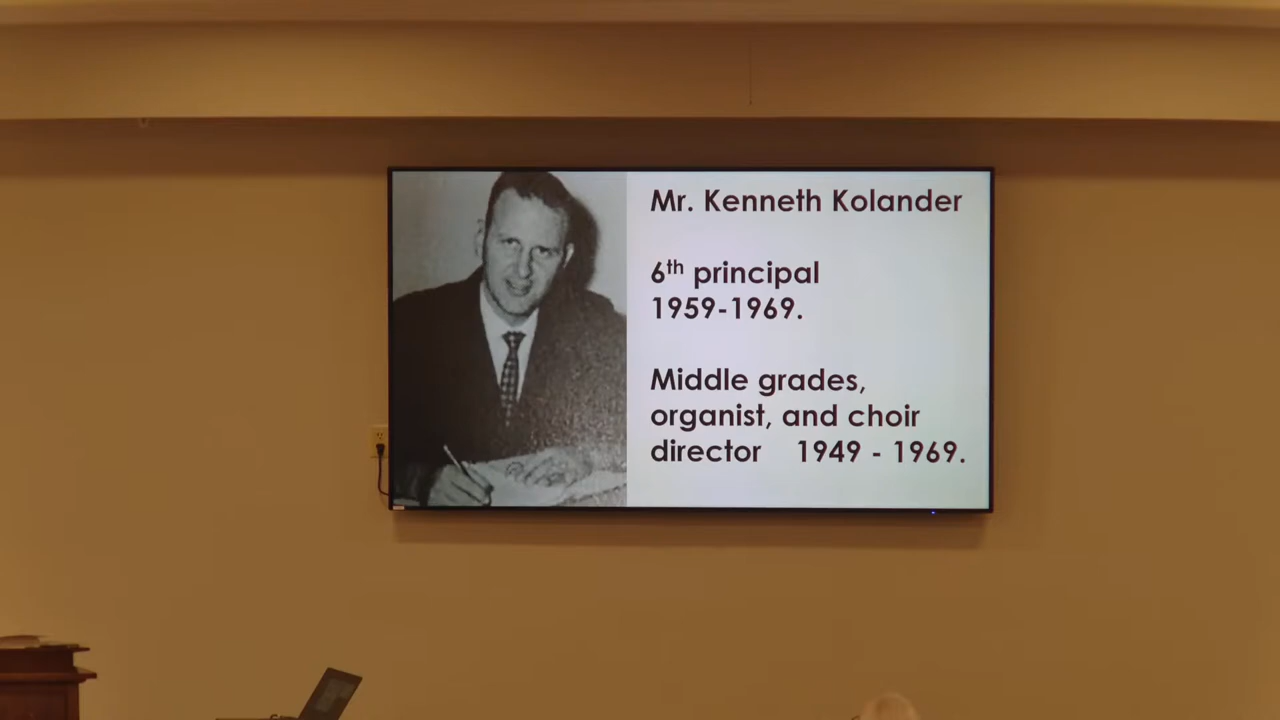 Mr. Kenneth Kolander
6th principal
1959-1969.
Middle grades,
organist, and choir
director 1949 - 1969.